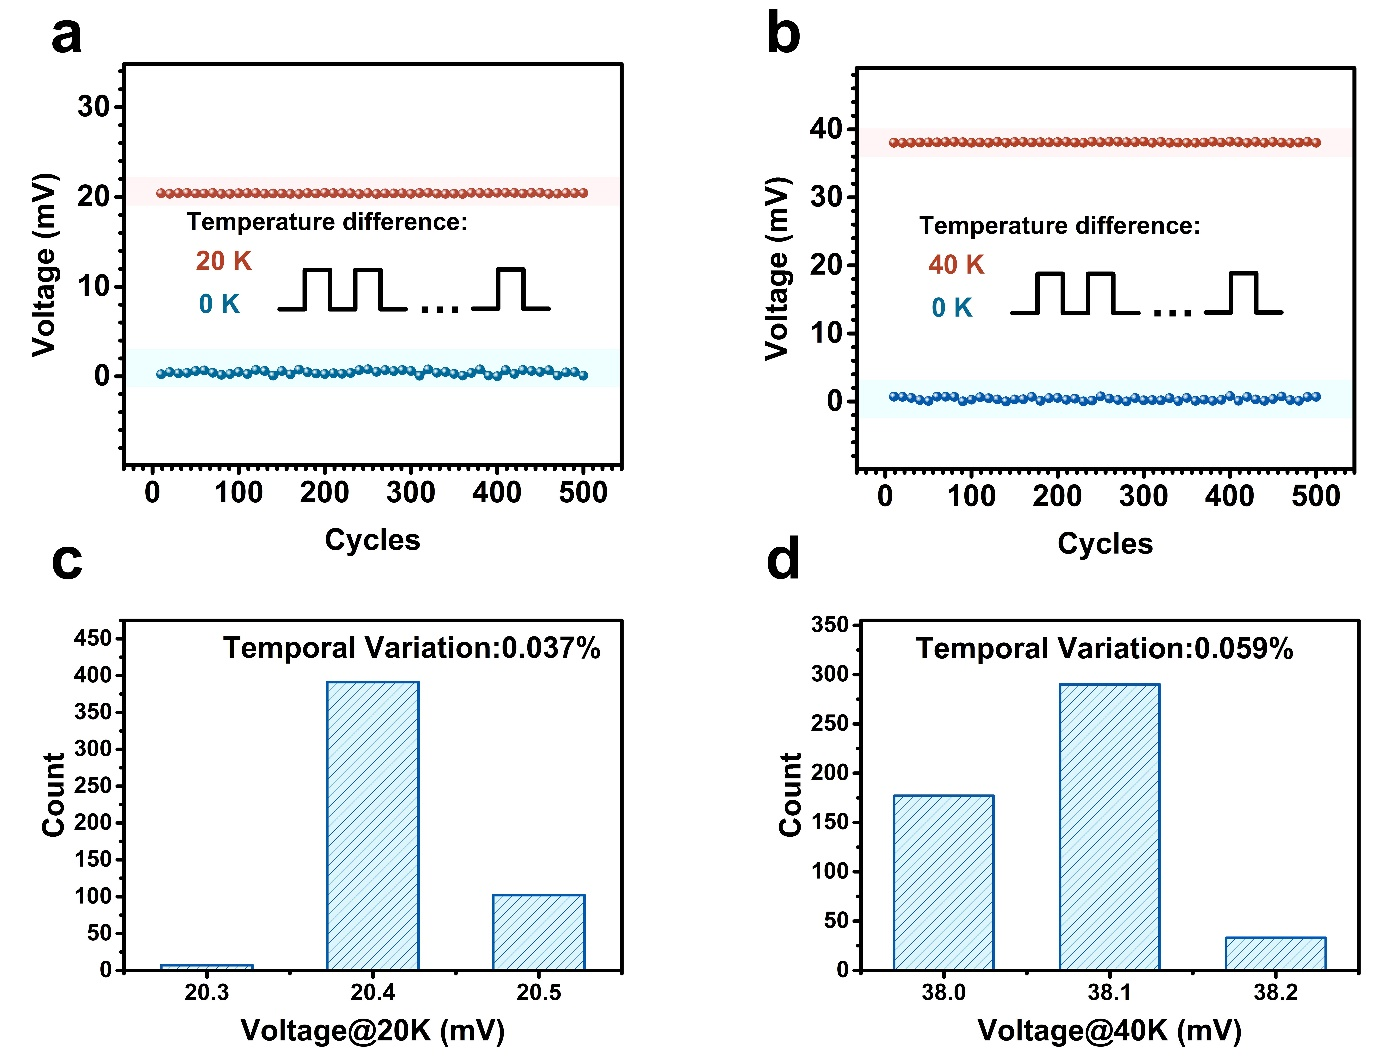 a
30
20
10
0
Voltage (mV)
Temperature difference:
20 K
0 K
...
0 100 200 300 400 500
Cycles
b
40
30
20
10
0
Voltage (mV)
Temperature difference:
40 K
0 K
...
0 100 200 300 400 500
Cycles
c
450
400
350
300
250
200
150
100
50
0
Count
Temporal Variation:0.037%
20.3 20.4 20.5
Voltage@20K (mV)
d
350
300
250
200
150
100
50
0
Count
Temporal Variation:0.059%
38.0 38.1 38.2
Voltage@40K (mV)